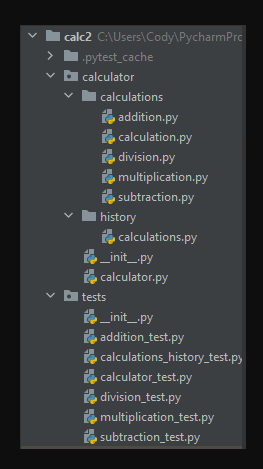 calc2 C:\Users\Cody\PycharmPro
.pytest_cache
calculator
calculations
addition.py
calculation.py
division.py
multiplication.py
subtraction.py
history
calculations.py
__init__.py
calculator.py
tests
__init__.py
addition_test.py
calculations_history_test.py
calculator_test.py
division_test.py
multiplication_test.py
subtraction_test.py